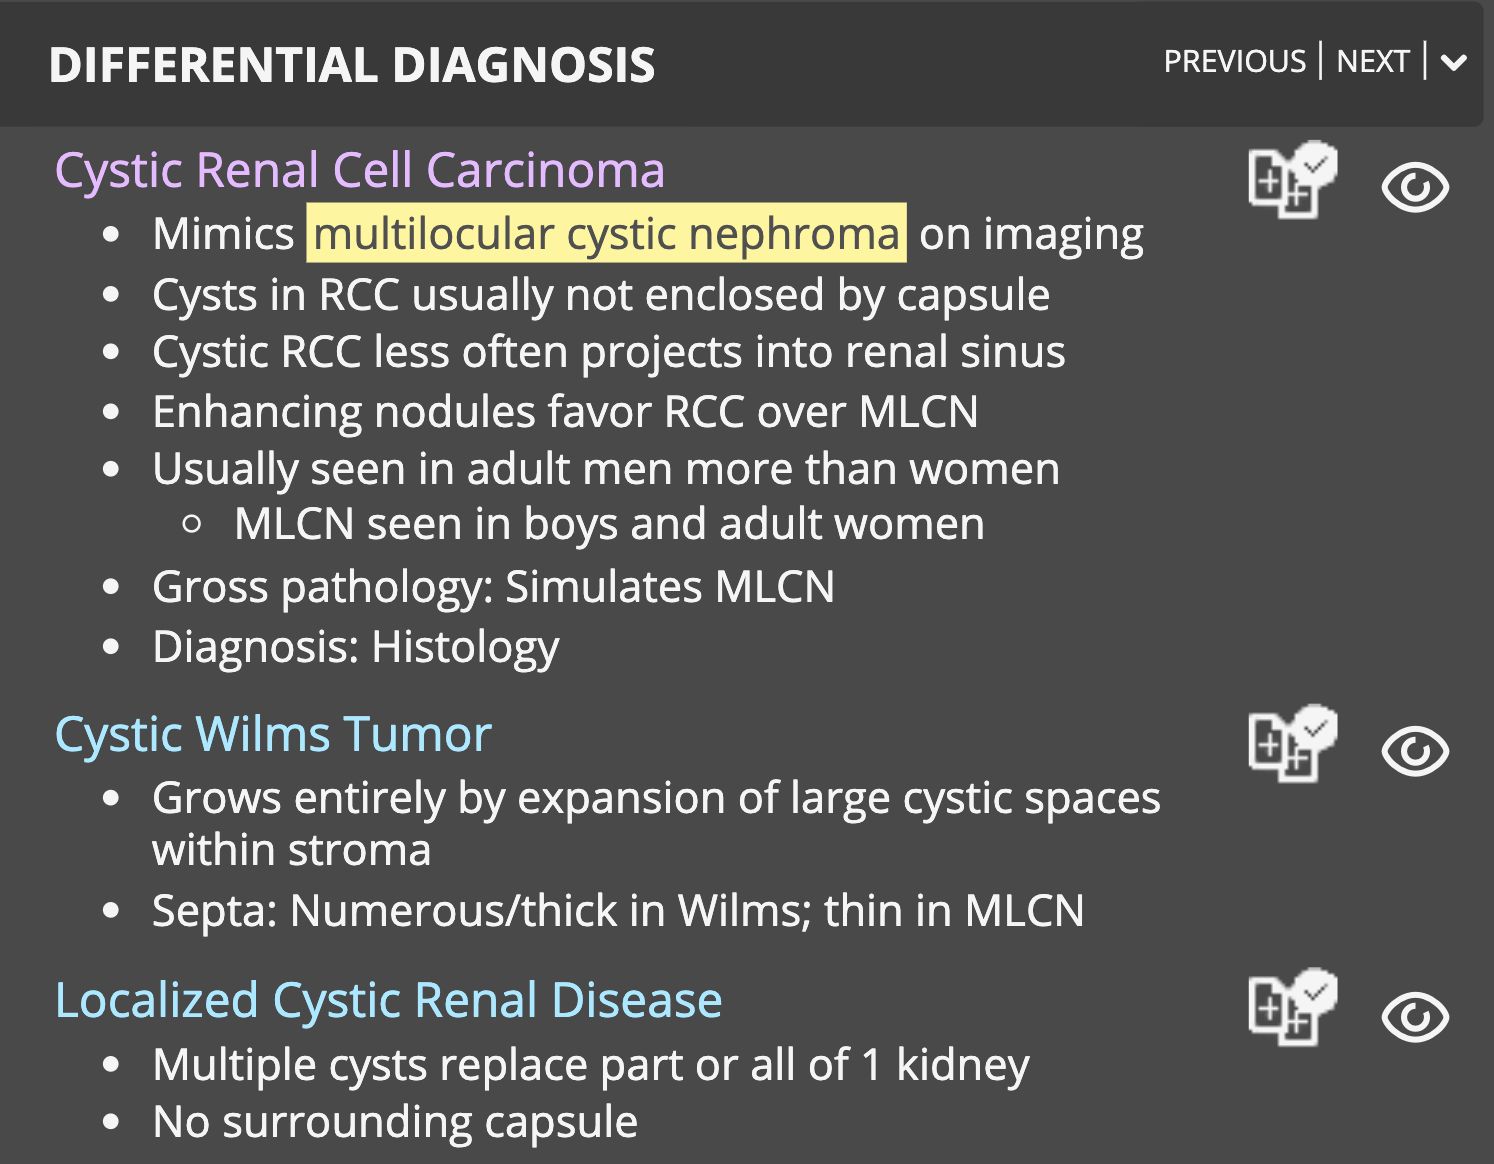 DIFFERENTIAL DIAGNOSIS
PREVIOUS | NEXT |
Cystic Renal Cell Carcinoma
• Mimics multilocular cystic nephroma on imaging
• Cysts in RCC usually not enclosed by capsule
• Cystic RCC less often projects into renal sinus
• Enhancing nodules favor RCC over MLCN
• Usually seen in adult men more than women
○ MLCN seen in boys and adult women
• Gross pathology: Simulates MLCN
• Diagnosis: Histology
Cystic Wilms Tumor
• Grows entirely by expansion of large cystic spaces
within stroma
• Septa: Numerous/thick in Wilms; thin in MLCN
Localized Cystic Renal Disease
• Multiple cysts replace part or all of 1 kidney
• No surrounding capsule